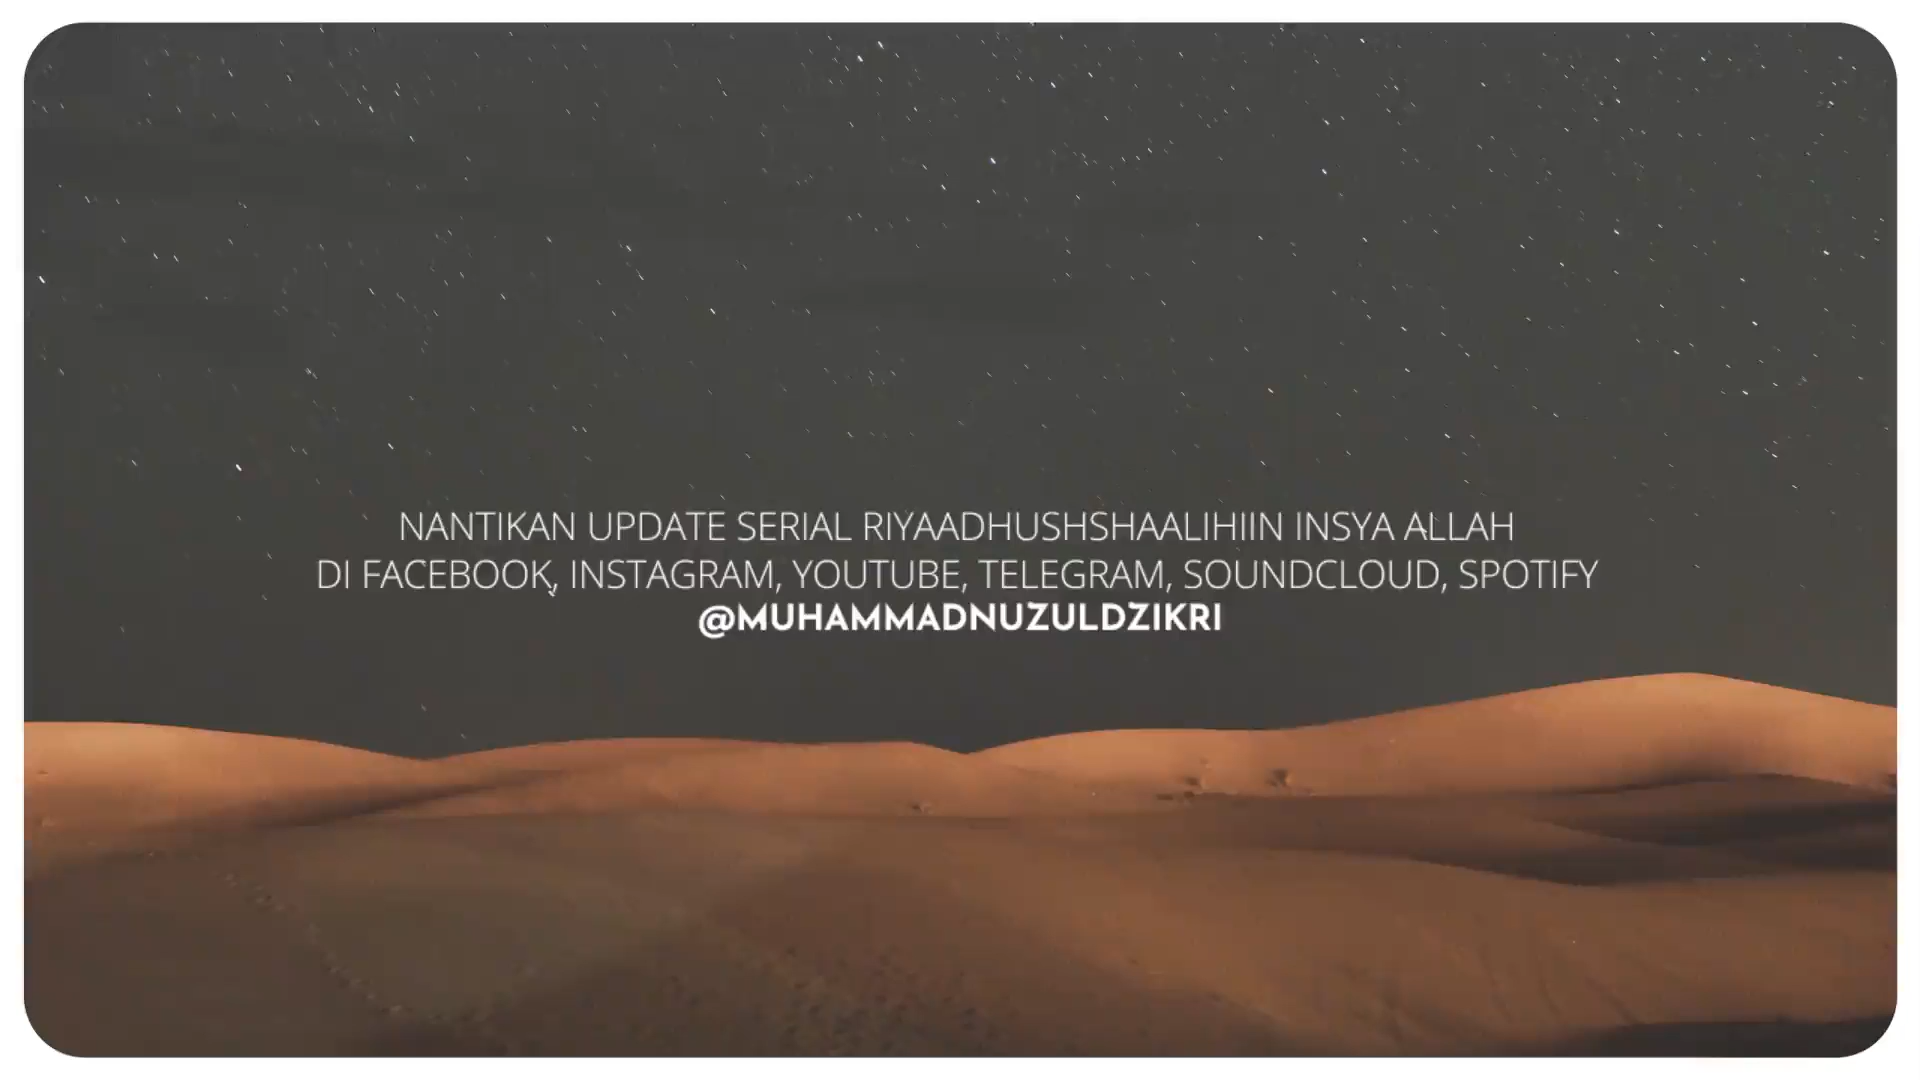 NANTIKAN UPDATE SERIAL RIYAADHUSHSHAALIHIIN INSYA ALLAH
DI FACEBOOK, INSTAGRAM, YOUTUBE, TELEGRAM, SOUNDCLOUD, SPOTIFY
@MUHAMMADNUZULDZIKRI